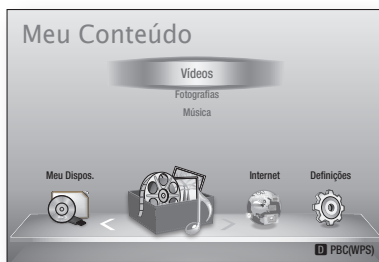 Meu Conteúdo
Vídeos
Fotografias
Música
Meu Dispos.
Internet
Definições
D PBC(WPS)